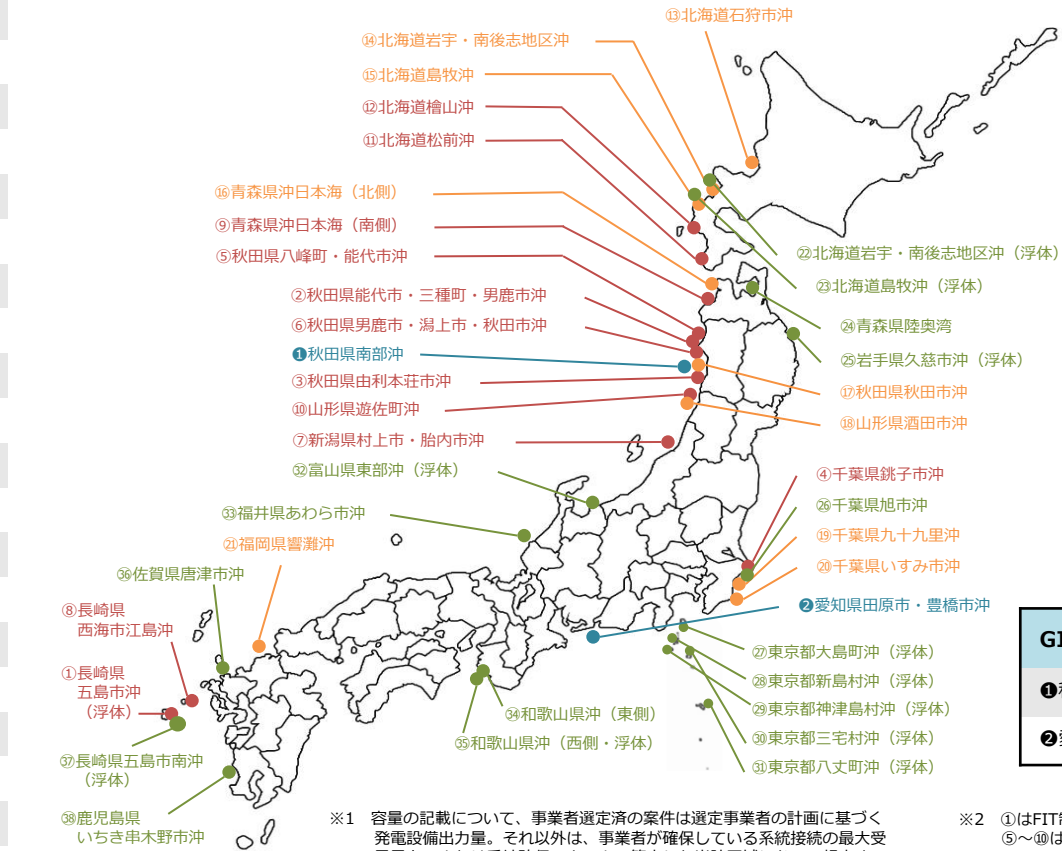 ⑬北海道石狩市沖
⑭北海道岩宇・南後志地区沖
⑮北海道島牧沖
⑫北海道檜山沖
⑪北海道松前沖
⑯青森県沖日本海（北側）
⑨青森県沖日本海（南側）
⑤秋田県八峰町・能代市沖
②秋田県能代市・三種町・男鹿市沖
⑥秋田県男鹿市・潟上市・秋田市沖
❶秋田県南部沖
③秋田県由利本荘市沖
⑩山形県遊佐町沖
⑦新潟県村上市・胎内市沖
㉜富山県東部沖（浮体）
㉝福井県あわら市沖
㉑福岡県響灘沖
㊱佐賀県唐津市沖
⑧長崎県
西海市江島沖
①長崎県
五島市沖
（浮体）
㊲長崎県五島市南沖
（浮体）
㊳鹿児島県
いちき串木野市沖
㉒北海道岩宇・南後志地区沖（浮体）
㉓北海道島牧沖（浮体）
㉔青森県陸奥湾
㉕岩手県久慈市沖（浮体）
⑰秋田県秋田市沖
⑱山形県酒田市沖
④千葉県銚子市沖
㉖千葉県旭市沖
⑲千葉県九十九里沖
⑳千葉県いすみ市沖
❷愛知県田原市・豊橋市沖
㉗東京都大島町沖（浮体）
㉘東京都新島村沖（浮体）
㉙東京都神津島村沖（浮体）
㉚東京都三宅村沖（浮体）
㉛東京都八丈町沖（浮体）
㉞和歌山県沖（東側）
㉟和歌山県沖（西側・浮体）
GI
❶
❷
※1 容量の記載について、事業者選定済の案件は選定事業者の計画に基づく
発電設備出力量。それ以外は、事業者が確保している系統接続の最大受
※2 ①はFIT
⑤～⑩は